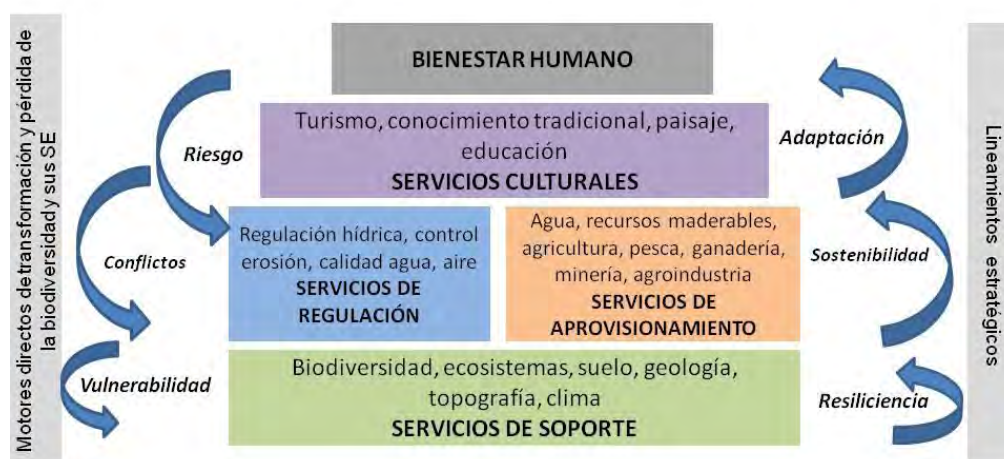 Motores directos de transformación y pérdida de
la biodiversidad y sus SE
BIENESTAR HUMANO
Turismo, conocimiento tradicional, paisaje,
educación
SERVICIOS CULTURALES
Riesgo
Adaptación
Regulación hídrica, control
erosión, calidad agua, aire
SERVICIOS DE
REGULACIÓN
Agua, recursos maderables,
agricultura, pesca, ganadería,
minería, agroindustria
SERVICIOS DE
APROVISIONAMIENTO
Conflictos
Sostenibilidad
Biodiversidad, ecosistemas, suelo, geología,
topografía, clima
SERVICIOS DE SOPORTE
Vulnerabilidad
Resiliciencia
Lineamientos estratégicos